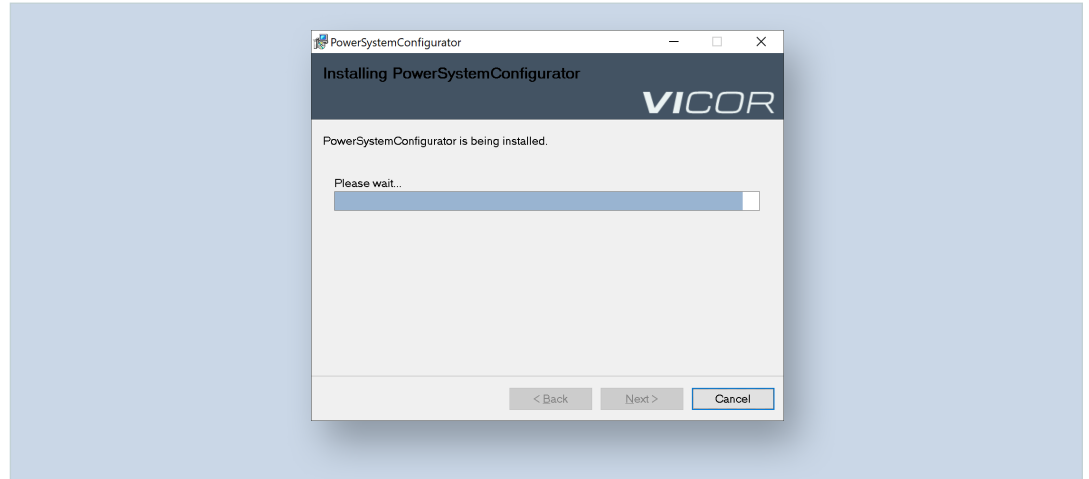 PowerSystemConfigurator
Installing PowerSystemConfigurator
VICOR
PowerSystemConfigurator is being installed.
Please wait...
< Back Next > Cancel